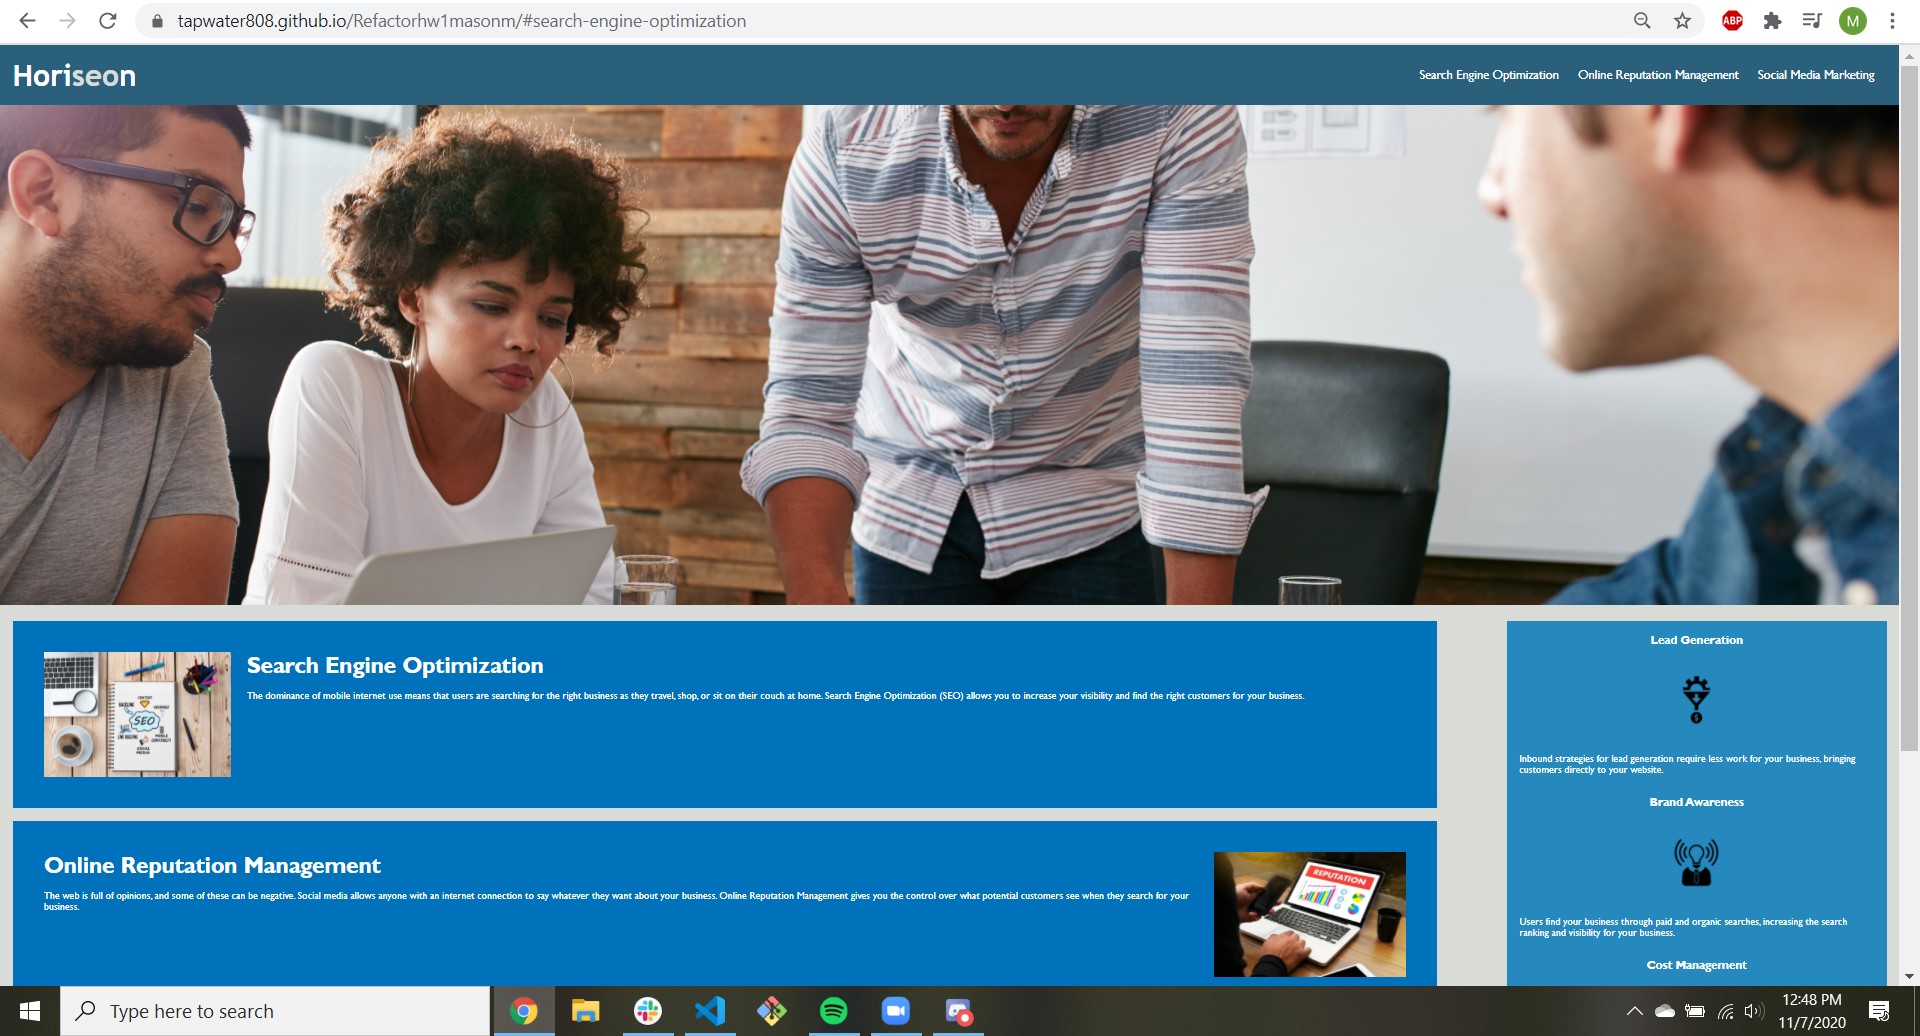 tapwater808.github.io/Refactorhw1masonm/#search-engine-optimization
ABP
M
Horiseon
Search Engine Optimization
Online Reputation Management
Social Media Marketing
SEO
Search Engine Optimization
The dominance of mobile internet use means that users are searching for the right business as they travel, shop, or sit on their couch at home. Search Engine Optimization (SEO) allows you to increase your visibility and find the right customers for your business.
Online Reputation Management
The web is full of opinions, and some of these can be negative. Social media allows anyone with an internet connection to say whatever they want about your business. Online Reputation Management gives you the control over what potential customers see when they search for your
business.
REPUTATION
Lead Generation
Inbound strategies for lead generation require less work for your business, bringing
customers directly to your website.
Brand Awareness
Users find your business through paid and organic searches, increasing the search
ranking and visibility for your business.
Cost Management
Type here to search
12:48 PM
11/7/2020